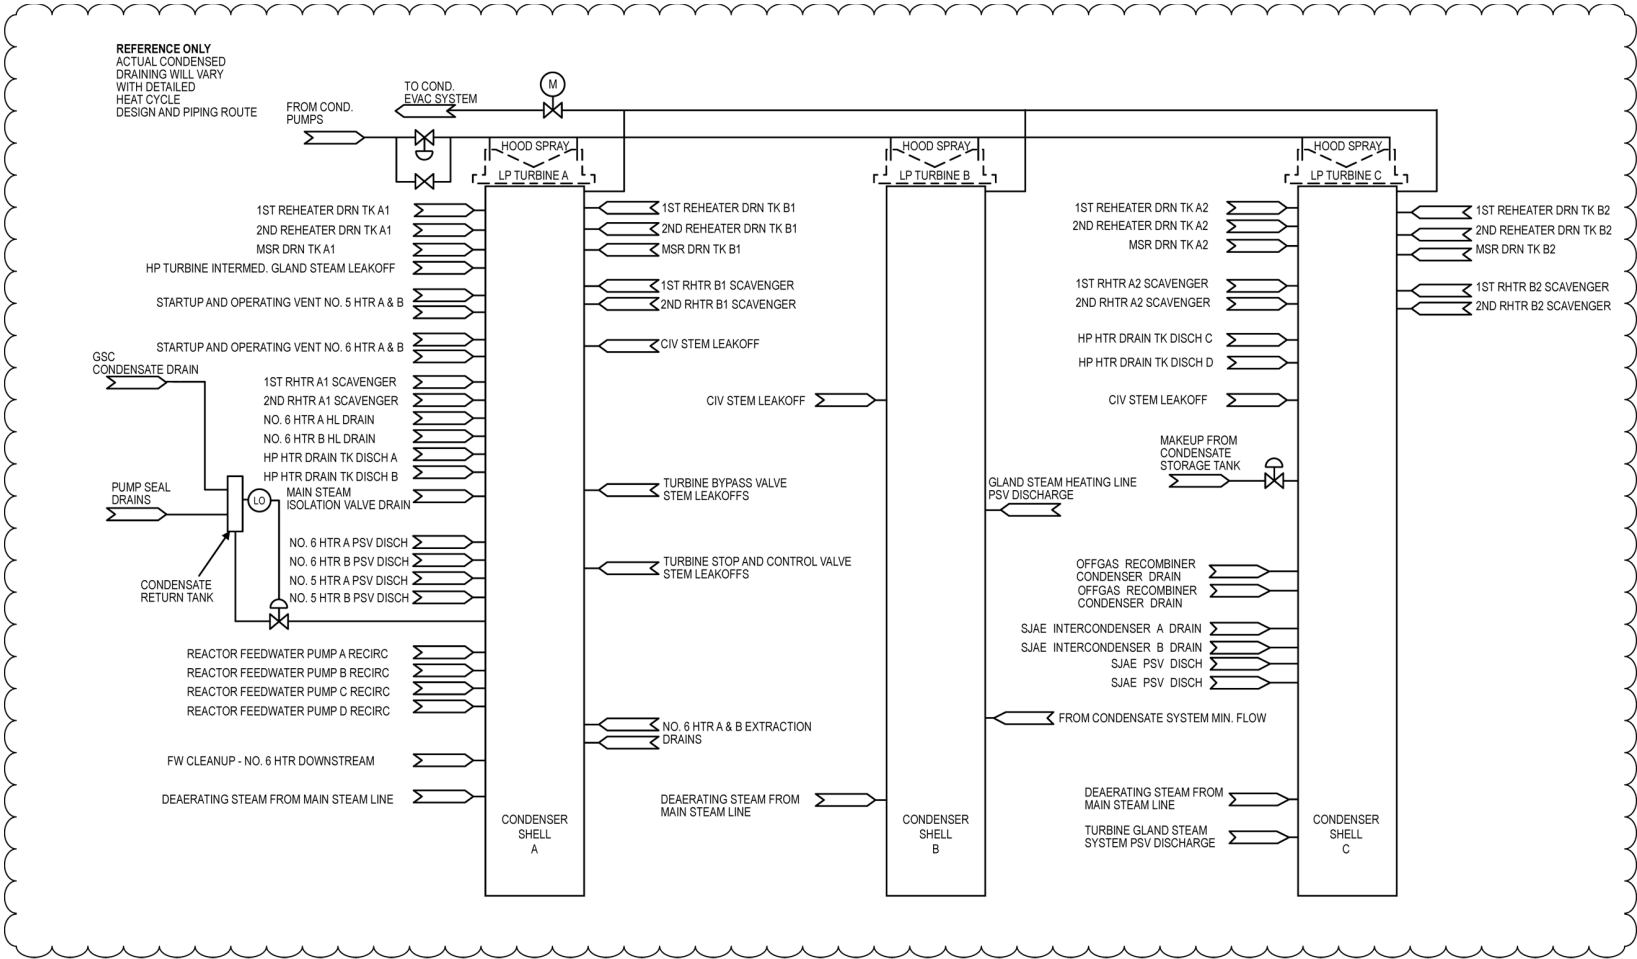 REFERENCE ONLY
ACTUAL CONDENSED
DRAINING WILL VARY
WITH DETAILED
HEAT CYCLE
DESIGN AND PIPING ROUTE
FROM COND.
PUMPS
TO COND.
EVAC SYSTEM
M
HOOD SPRAY
LP TURBINE A
HOOD SPRAY
LP TURBINE B
HOOD SPRAY
LP TURBINE C
1ST REHEATER DRN TK A1
2ND REHEATER DRN TK A1
MSR DRN TK A1
HP TURBINE INTERMED. GLAND STEAM LEAKOFF
STARTUP AND OPERATING VENT NO. 5 HTR A & B
STARTUP AND OPERATING VENT NO. 6 HTR A & B
GSC
CONDENSATE DRAIN
1ST RHTR A1 SCAVENGER
2ND RHTR A1 SCAVENGER
NO. 6 HTR A HL DRAIN
NO. 6 HTR B HL DRAIN
HP HTR DRAIN TK DISCH A
HP HTR DRAIN TK DISCH B
MAIN STEAM
ISOLATION VALVE DRAIN
PUMP SEAL
DRAINS
LO
CONDENSATE
RETURN TANK
NO. 6 HTR A PSV DISCH
NO. 6 HTR B PSV DISCH
NO. 5 HTR A PSV DISCH
NO. 5 HTR B PSV DISCH
REACTOR FEEDWATER PUMP A RECIRC
REACTOR FEEDWATER PUMP B RECIRC
REACTOR FEEDWATER PUMP C RECIRC
REACTOR FEEDWATER PUMP D RECIRC
FW CLEANUP - NO. 6 HTR DOWNSTREAM
DEAERATING STEAM FROM MAIN STEAM LINE
CONDENSER
SHELL
A
1ST REHEATER DRN TK B1
2ND REHEATER DRN TK B1
MSR DRN TK B1
1ST RHTR B1 SCAVENGER
2ND RHTR B1 SCAVENGER
CIV STEM LEAKOFF
TURBINE BYPASS VALVE
STEM LEAKOFFS
TURBINE STOP AND CONTROL VALVE
STEM LEAKOFFS
NO. 6 HTR A & B EXTRACTION
DRAINS
CIV STEM LEAKOFF
DEAERATING STEAM FROM
MAIN STEAM LINE
CONDENSER
SHELL
B
GLAND STEAM HEATING LINE
PSV DISCHARGE
FROM CONDENSATE SYSTEM MIN. FLOW
1ST REHEATER DRN TK A2
2ND REHEATER DRN TK A2
MSR DRN TK A2
1ST RHTR A2 SCAVENGER
2ND RHTR A2 SCAVENGER
HP HTR DRAIN TK DISCH C
HP HTR DRAIN TK DISCH D
CIV STEM LEAKOFF
MAKEUP FROM
CONDENSATE
STORAGE TANK
OFFGAS RECOMBINER
CONDENSER DRAIN
OFFGAS RECOMBINER
CONDENSER DRAIN
SJAE INTERCONDENSER A DRAIN
SJAE INTERCONDENSER B DRAIN
SJAE PSV DISCH
SJAE PSV DISCH
DEAERATING STEAM FROM
MAIN STEAM LINE
TURBINE GLAND STEAM
SYSTEM PSV DISCHARGE
CONDENSER
SHELL
C
1ST REHEATER DRN TK B2
2ND REHEATER DRN TK B2
MSR DRN TK B2
1ST RHTR B2 SCAVENGER
2ND RHTR B2 SCAVENGER